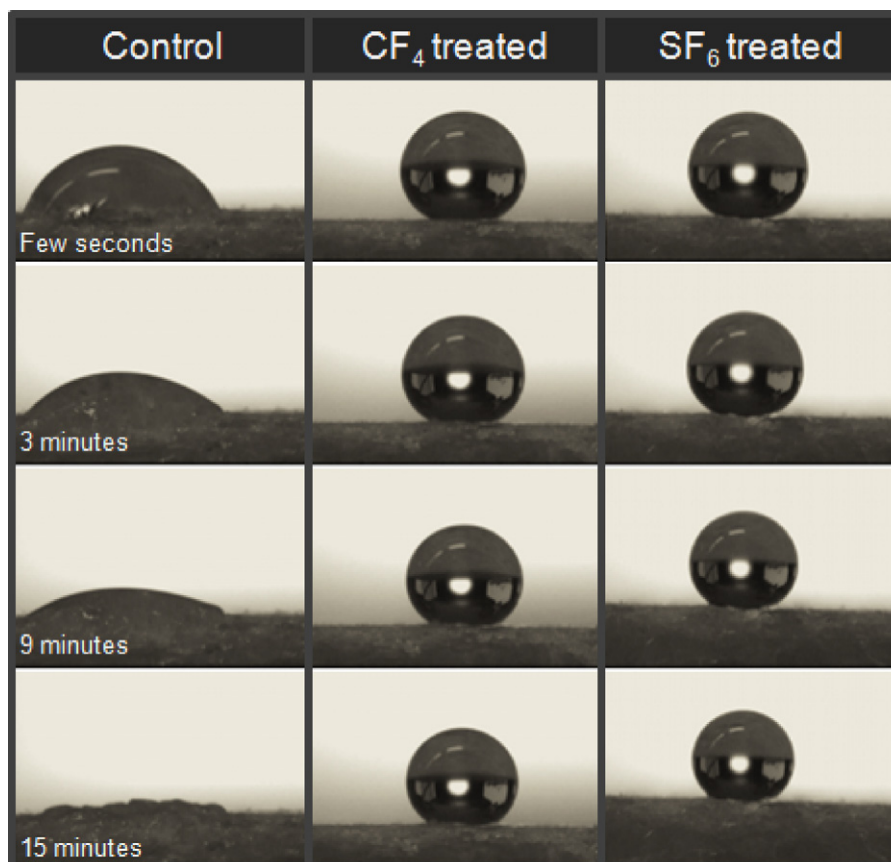 Control
CF₄ treated
SF₆ treated
Few seconds
3 minutes
9 minutes
15 minutes